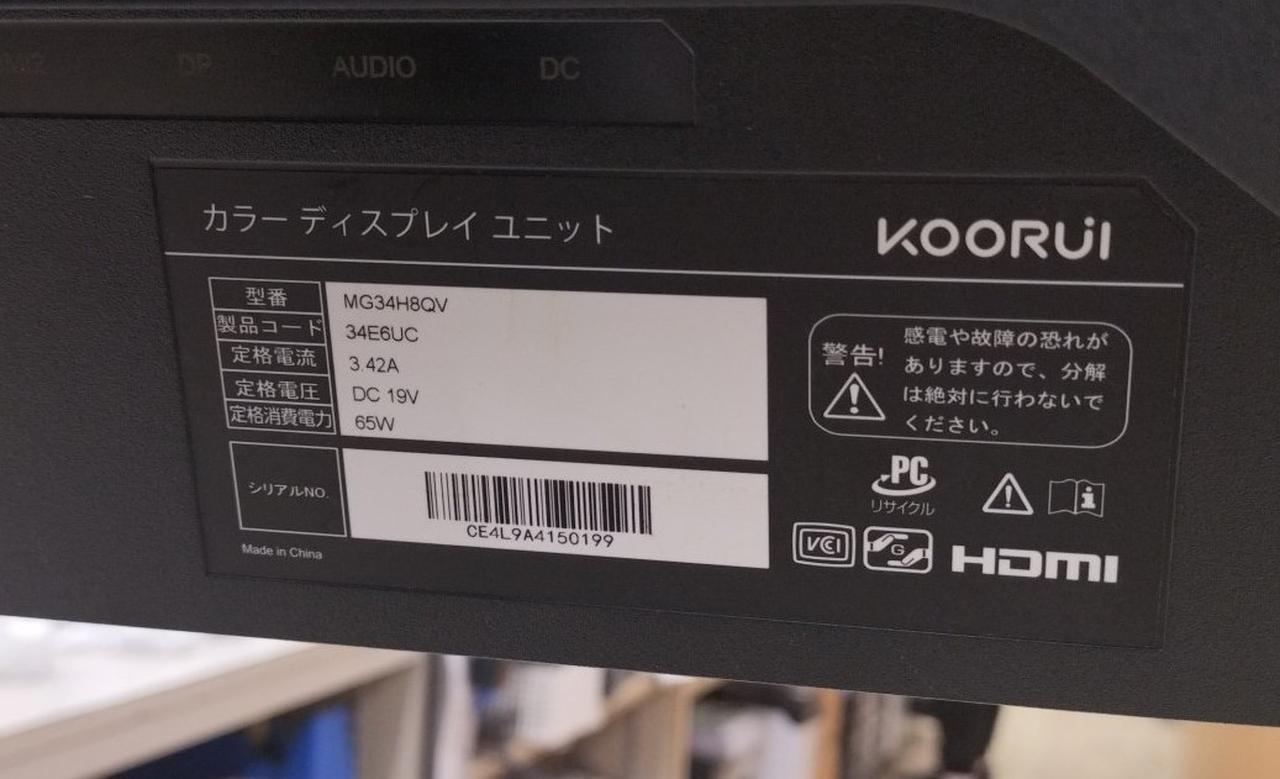 DP AUDIO DC
カラー ディスプレイ ユニット
KOORUI
型番 MG34H8QV
製品コード 34E6UC
定格電流 3.42A
定格電圧 DC 19V
定格消費電力 65W
警告!
感電や故障の恐れが
ありますので、分解
は絶対に行わないで
ください。
シリアルNO.
CE4L9A4150199
Made in China
PC
リサイクル
VCCI
G
HDMI